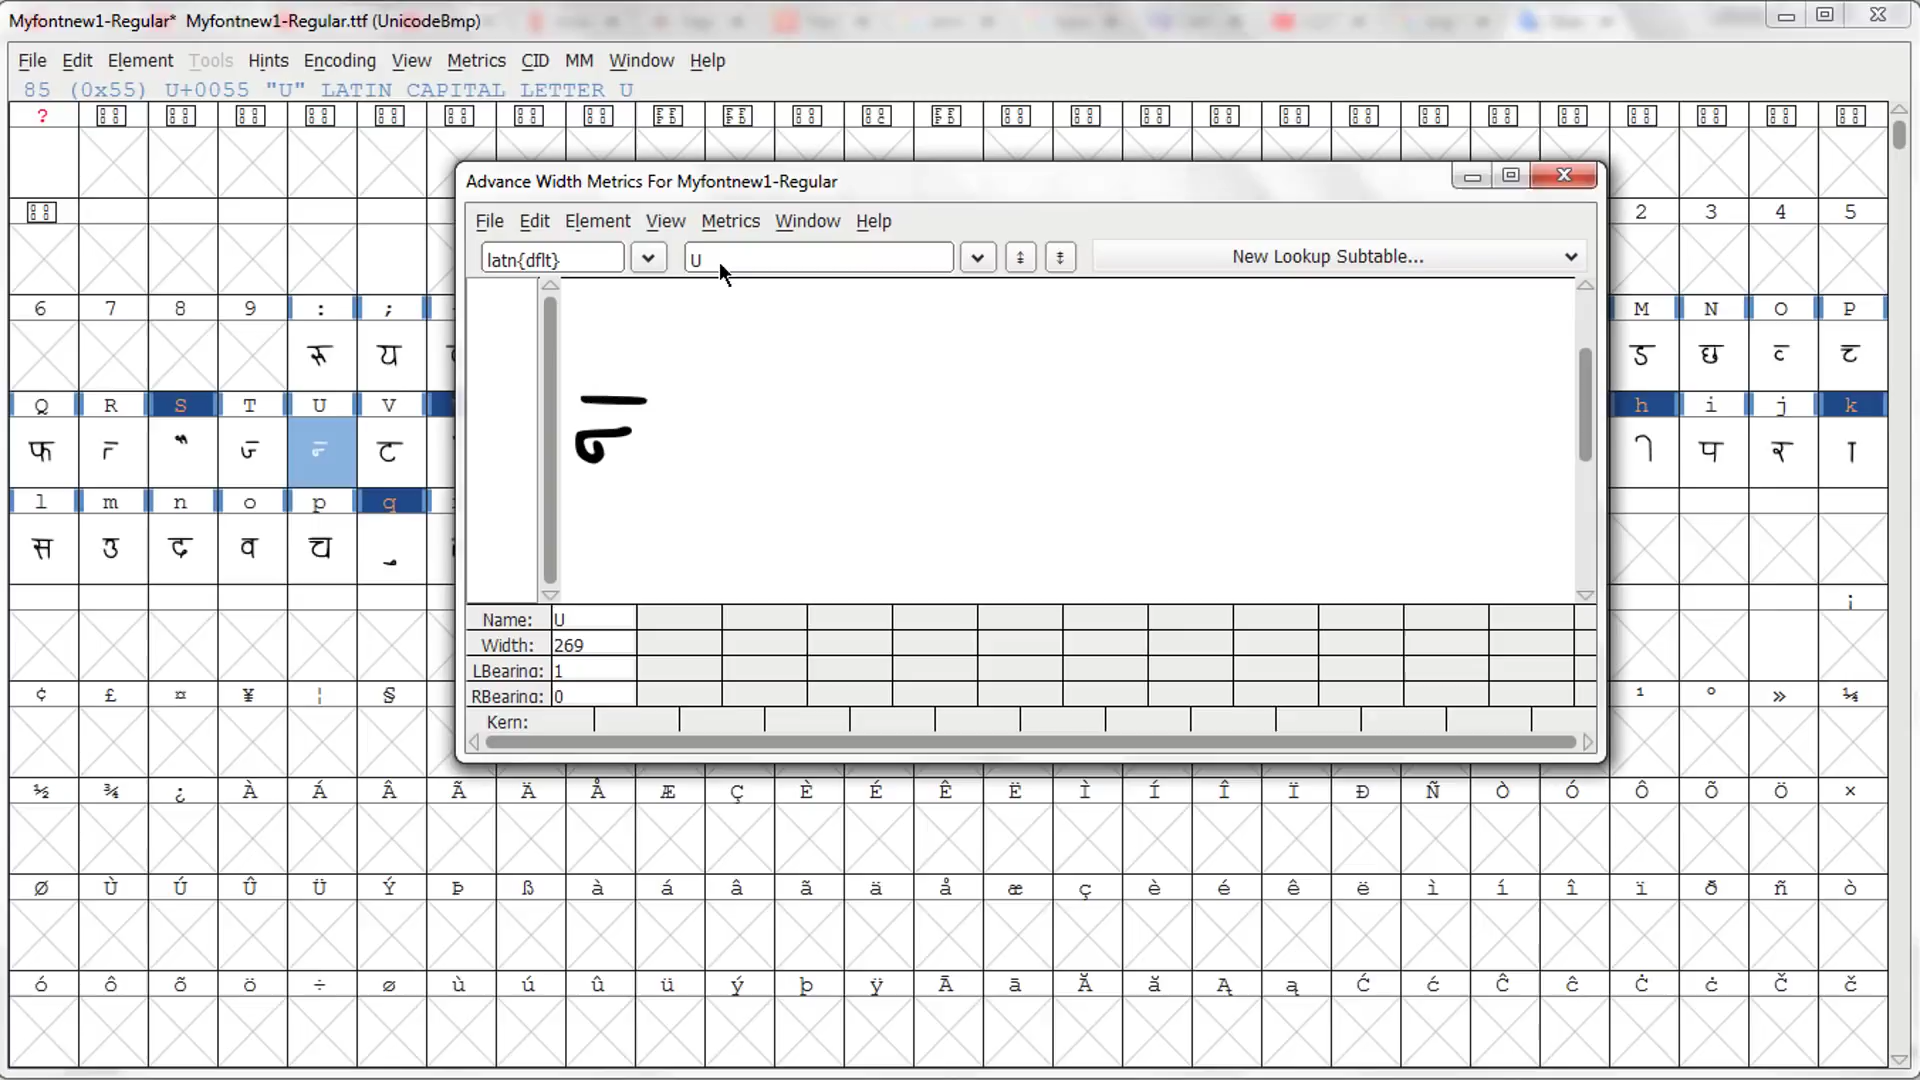 Myfontnew1-Regular* Myfontnew1-Regular.ttf (UnicodeBmp)
File Edit Element Tools Hints Encoding View Metrics CID MM Window Help
85 (0x55) U+0055 "U" LATIN CAPITAL LETTER U
?
Advance Width Metrics For Myfontnew1-Regular
File Edit Element View Metrics Window Help
latn{dflt} U New Lookup Subtable...
2 3 4 5
6 7 8 9 : ; M N O P
रू य ड छ ट
Q R S T U V h i j k
फ ट ी प र ा
l m n o p q
स उ व च
Name: U
Width: 269
LBearing: 1
RBearing: 0
Kern:
¡
¢ £ ¤ ¥ ¦ § ¹ º » ¼
½ ¾ ¿ À Á Â Ã Ä Å Æ Ç È É Ê Ë Ì Í Î Ï Ð Ñ Ò Ó Ô Õ Ö ×
Ø Ù Ú Û Ü Ý Þ ß à á â ã ä å æ ç è é ê ë ì í î ï ð ñ ò
ó ô õ ö ÷ ø ù ú û ü ý þ ÿ Ā ā Ă ă Ą ą Ć ć Ĉ ĉ Ċ ċ Č č